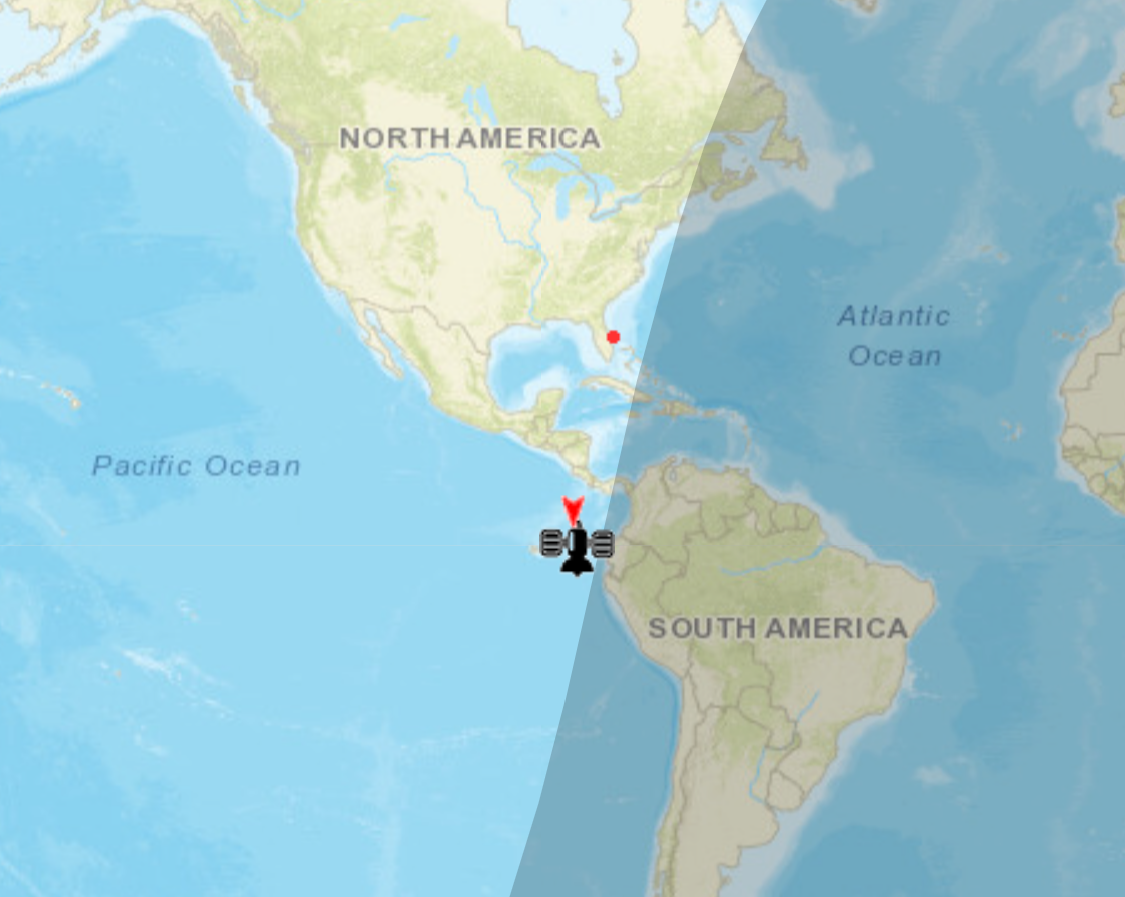 NORTH AMERICA
Atlantic
Ocean
Pacific Ocean
SOUTH AMERICA